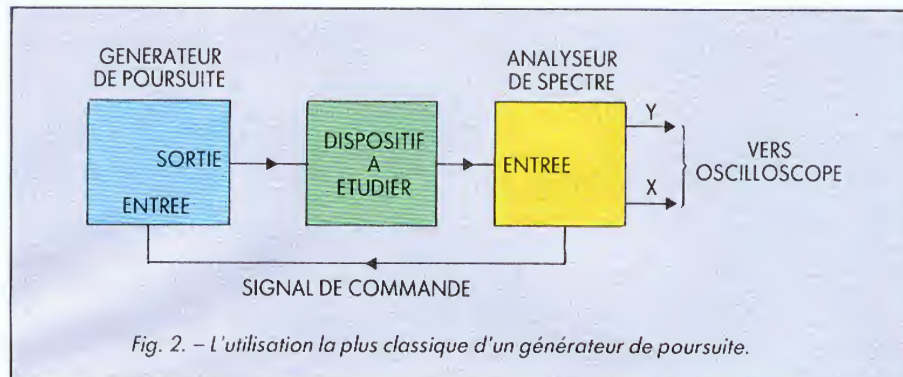 GENERATEUR
DE POURSUITE
SORTIE
ENTREE
DISPOSITIF
A
ETUDIER
ANALYSEUR
DE SPECTRE
ENTREE
Y
X
VERS
OSCILLOSCOPE
SIGNAL DE COMMANDE
Fig. 2. – L'utilisation la plus classique d'un générateur de poursuite.